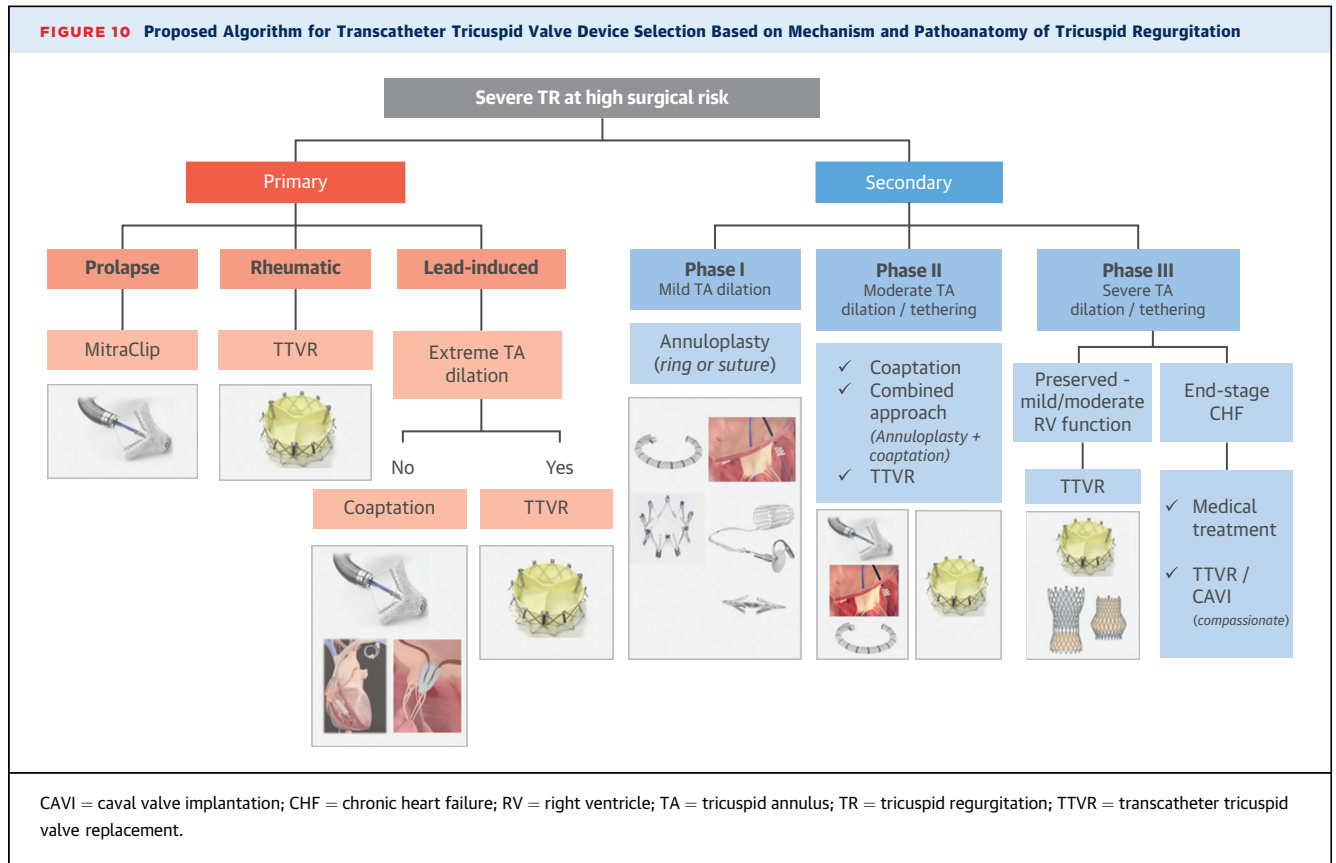 FIGURE 10 Proposed Algorithm for Transcatheter Tricuspid Valve Device Selection Based on Mechanism and Pathoanatomy of Tricuspid Regurgitation
Severe TR at high surgical risk
Primary
Secondary
Prolapse
Rheumatic
Lead-induced
Phase I
Mild TA dilation
Phase II
Moderate TA
dilation / tethering
Phase III
Severe TA
dilation / tethering
MitraClip
TTVR
Extreme TA
dilation
No
Yes
Coaptation
TTVR
Annuloplasty
(ring or suture)
✓ Coaptation
✓ Combined
approach
(Annuloplasty +
coaptation)
✓ TTVR
Preserved -
mild/moderate
RV function
TTVR
End-stage
CHF
✓ Medical
treatment
✓ TTVR /
CAVI
(compassionate)
CAVI = caval valve implantation; CHF = chronic heart failure; RV = right ventricle; TA = tricuspid annulus; TR = tricuspid regurgitation; TTVR = transcatheter tricuspid
valve replacement.